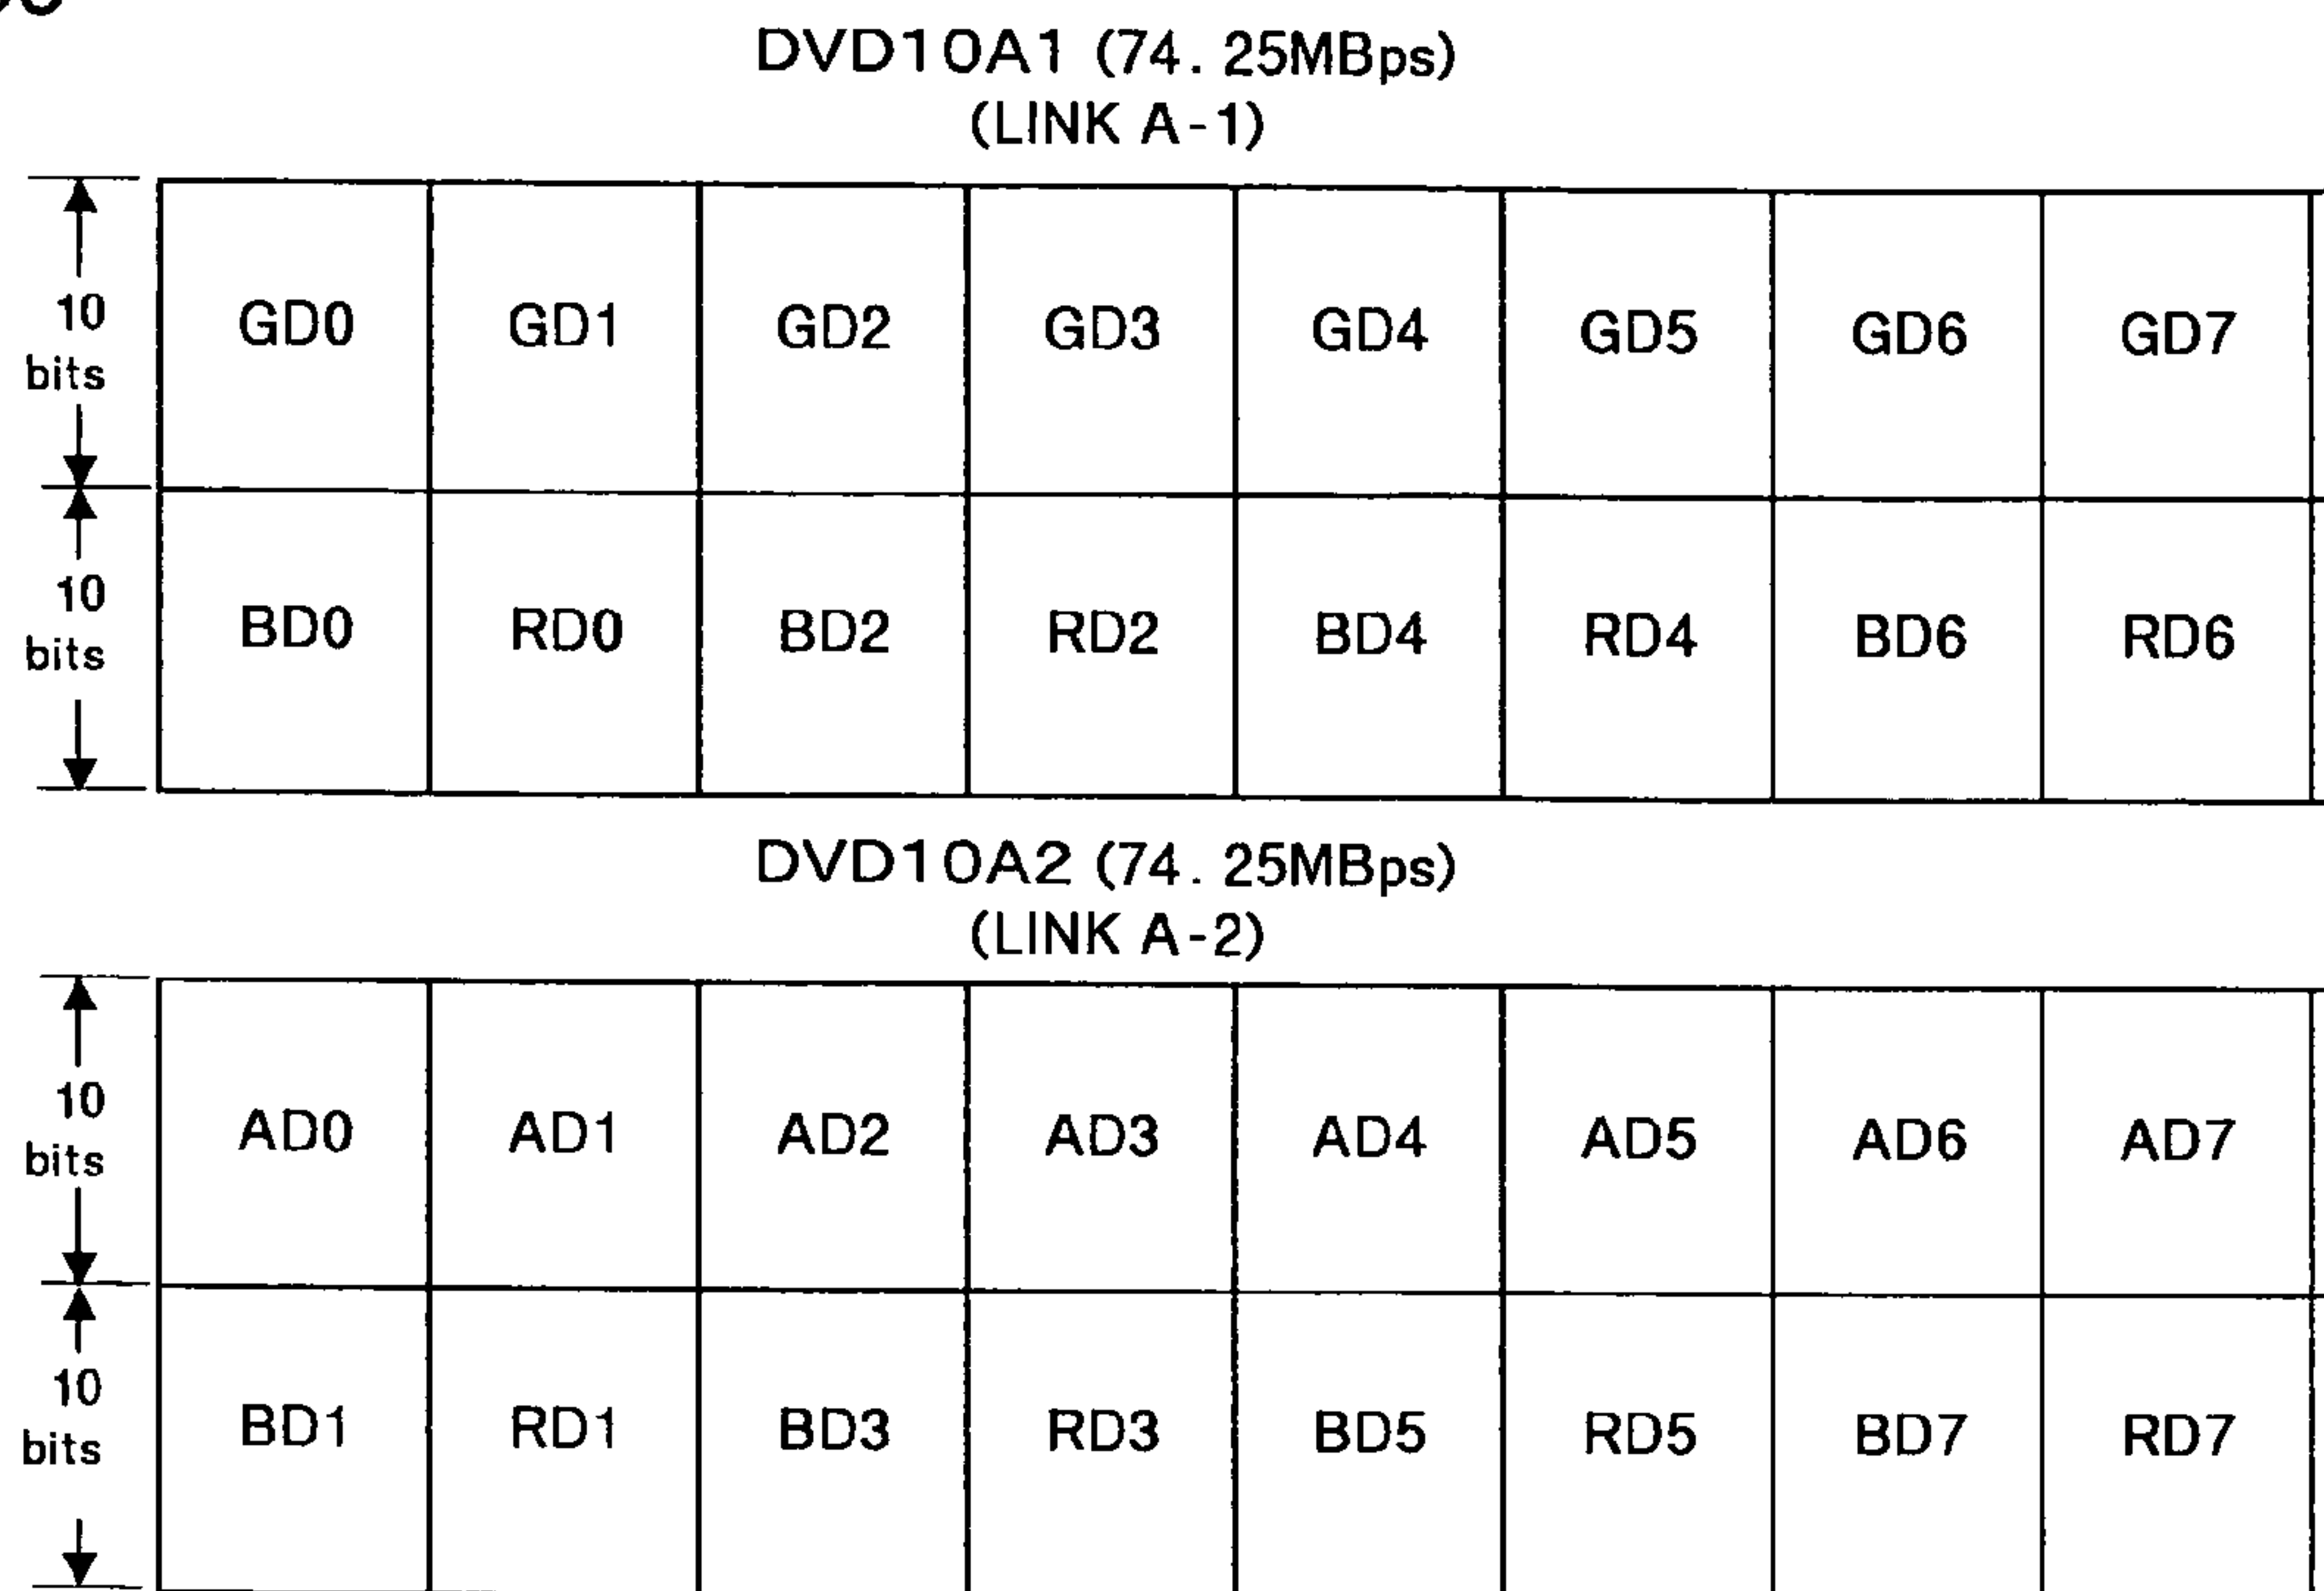 DVD10A1 (74. 25MBps)
(LINK A-1)
10 bits
GD0 GD1 GD2 GD3 GD4 GD5 GD6 GD7
10 bits
BD0 RD0 BD2 RD2 BD4 RD4 BD6 RD6
DVD10A2 (74. 25MBps)
(LINK A-2)
10 bits
AD0 AD1 AD2 AD3 AD4 AD5 AD6 AD7
10 bits
BD1 RD1 BD3 RD3 BD5 RD5 BD7 RD7